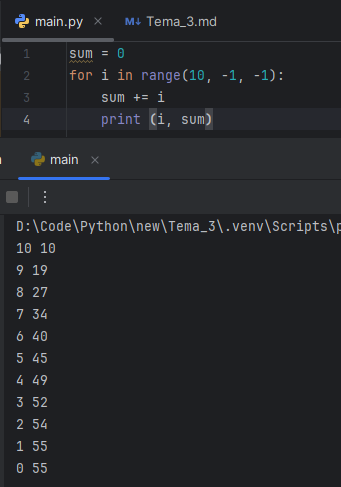 main.py × M↓ Tema_3.md
1 sum = 0
2 for i in range(10, -1, -1):
3 sum += i
4 print (i, sum)
main ×
D:\Code\Python\new\Tema_3\.venv\Scripts\p
10 10
9 19
8 27
7 34
6 40
5 45
4 49
3 52
2 54
1 55
0 55